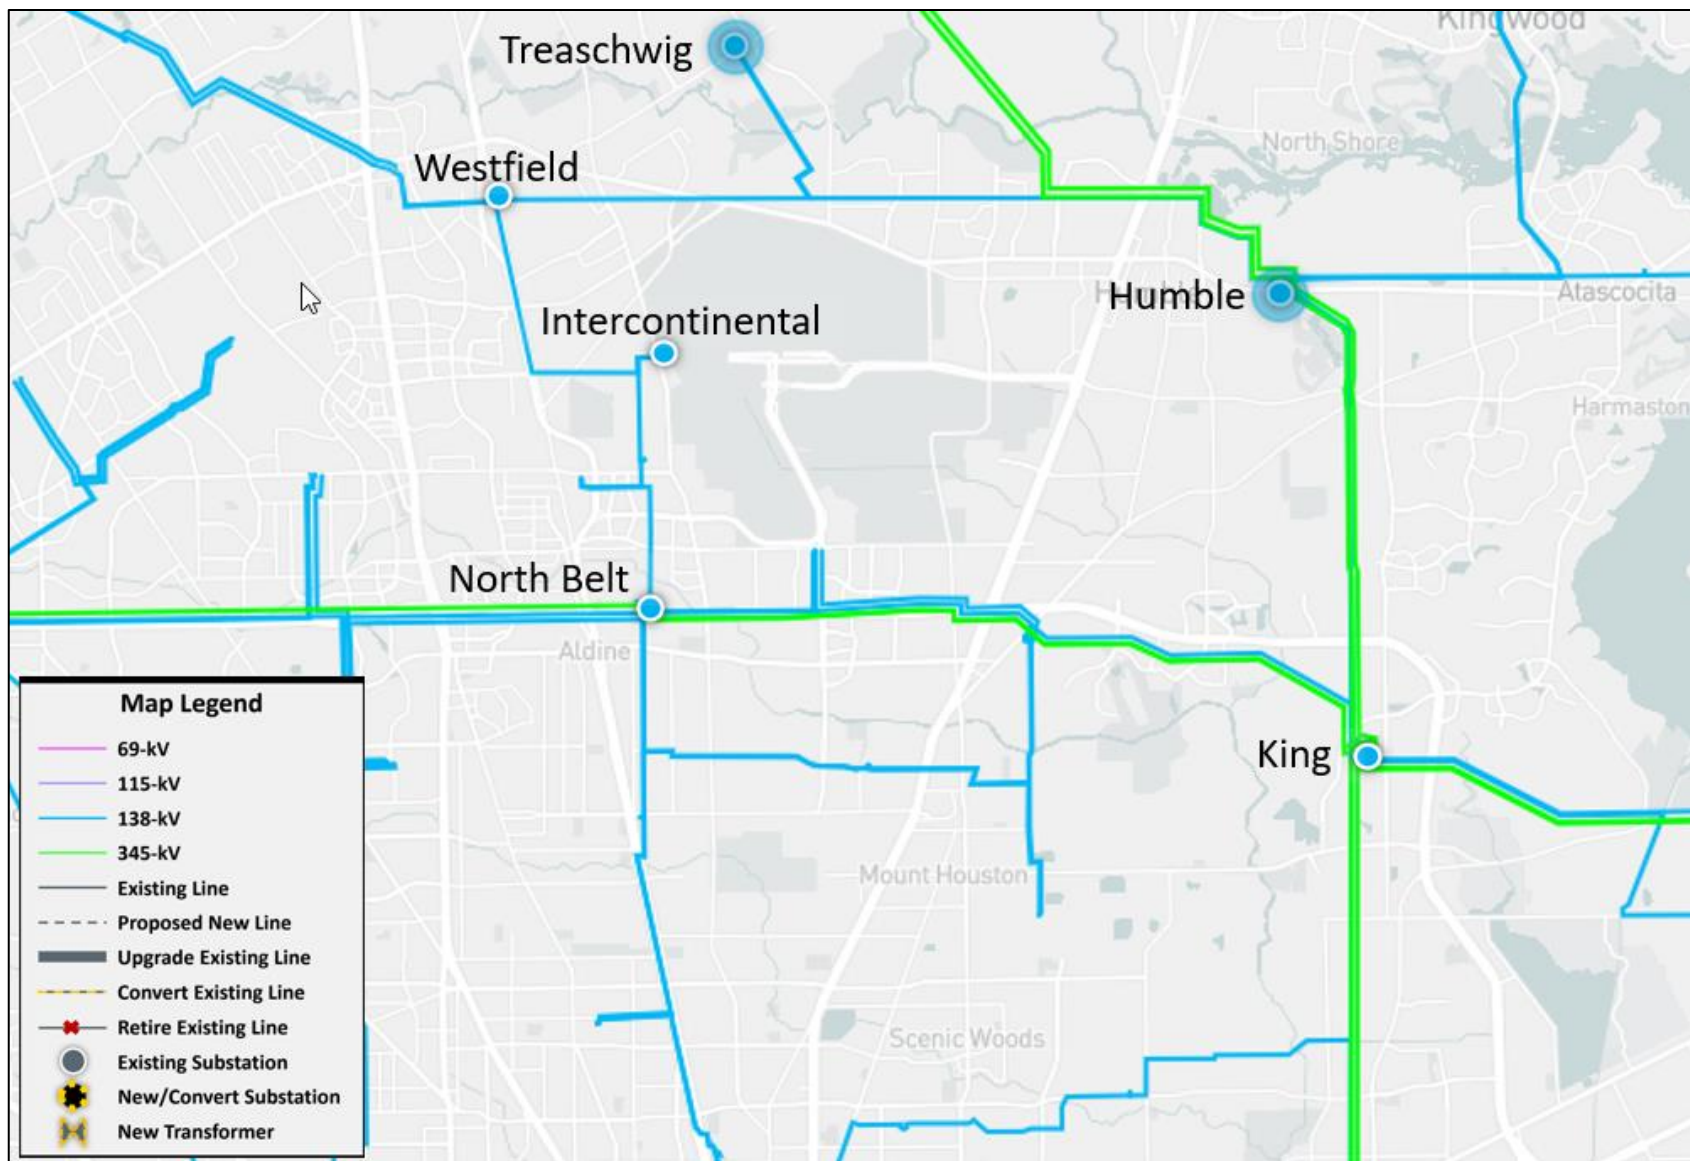 Kingwood
Treaschwig
North Shore
Westfield
Humble
Atascocita
Intercontinental
Harmaston
North Belt
Aldine
King
Map Legend
69-kV
115-kV
138-kV
345-kV
Existing Line
Proposed New Line
Upgrade Existing Line
Convert Existing Line
Retire Existing Line
Existing Substation
New/Convert Substation
New Transformer
Mount Houston
Scenic Woods